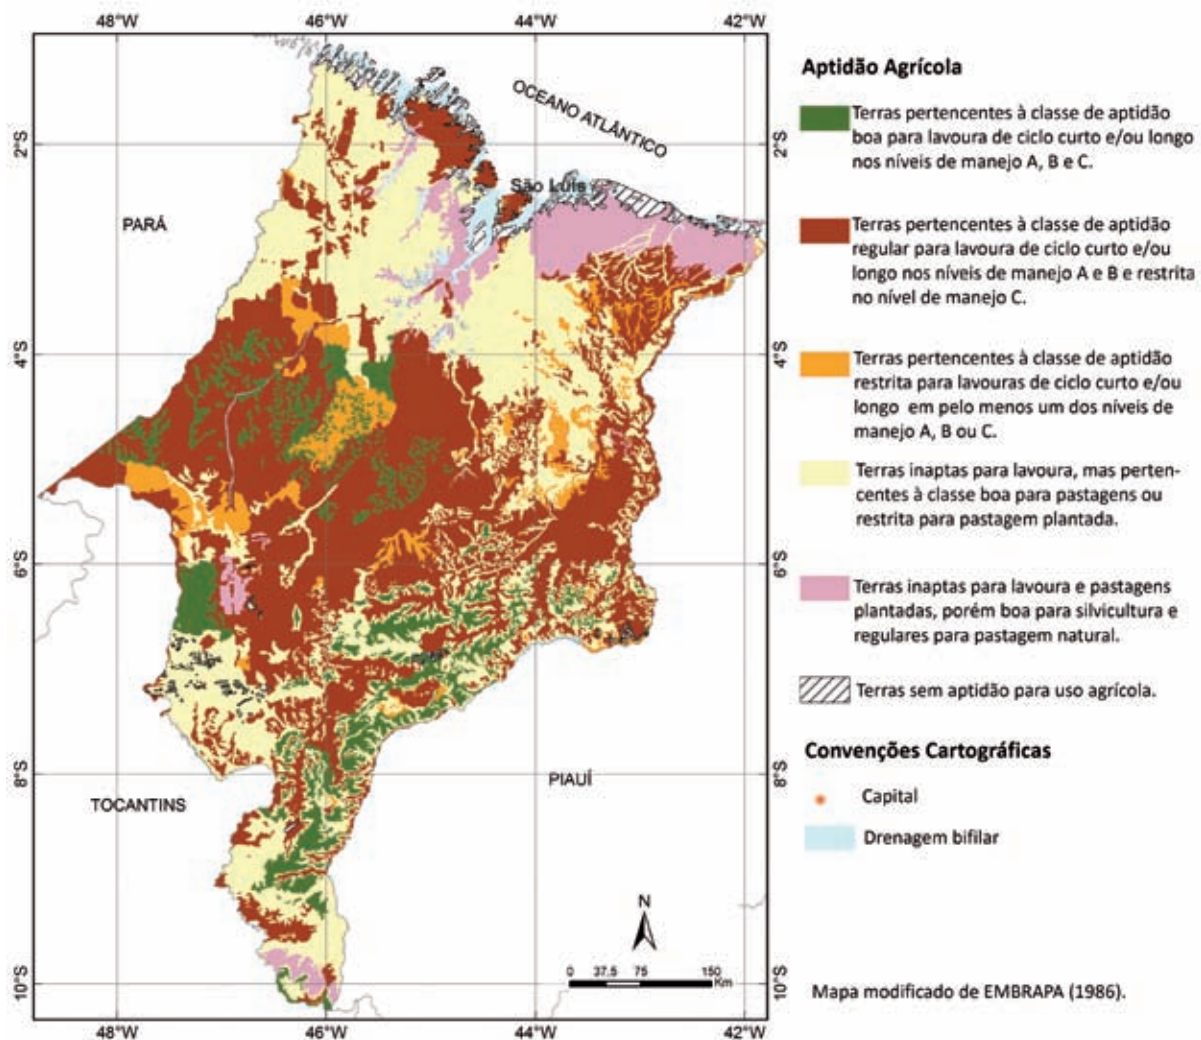 48°W
46°W
44°W
42°W
2°S
4°S
6°S
8°S
10°S
OCEANO ATLÂNTICO
São Luís
PARÁ
PIAUÍ
TOCANTINS
N
0 37,5 75 150
Km
48°W
46°W
44°W
42°W
2°S
4°S
6°S
8°S
10°S
Aptidão Agrícola
Terras pertencentes à classe de aptidão
boa para lavoura de ciclo curto e/ou longo
nos níveis de manejo A, B e C.
Terras pertencentes à classe de aptidão
regular para lavoura de ciclo curto e/ou
longo nos níveis de manejo A e B e restrita
no nível de manejo C.
Terras pertencentes à classe de aptidão
restrita para lavouras de ciclo curto e/ou
longo em pelo menos um dos níveis de
manejo A, B ou C.
Terras inaptas para lavoura, mas perten-
centes à classe boa para pastagens ou
restrita para pastagem plantada.
Terras inaptas para lavoura e pastagens
plantadas, porém boa para silvicultura e
regulares para pastagem natural.
Terras sem aptidão para uso agrícola.
Convenções Cartográficas
Capital
Drenagem bifilar
Mapa modificado de EMBRAPA (1986).